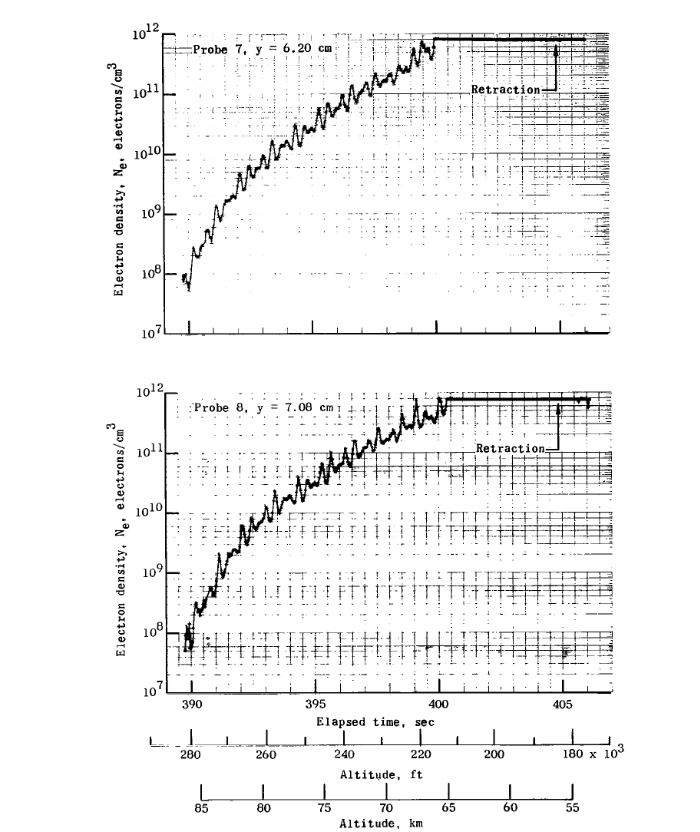 10^12
Probe 7, y = 6.20 cm
10^11
Retraction
10^10
10^9
10^8
10^7
Electron density, N_e, electrons/cm^3
10^12
Probe 8, y = 7.08 cm
10^11
Retraction
10^10
10^9
10^8
10^7
Electron density, N_e, electrons/cm^3
390 395 400 405
Elapsed time, sec
280 260 240 220 200 180 x 10^3
Altitude, ft
85 80 75 70 65 60 55
Altitude, km